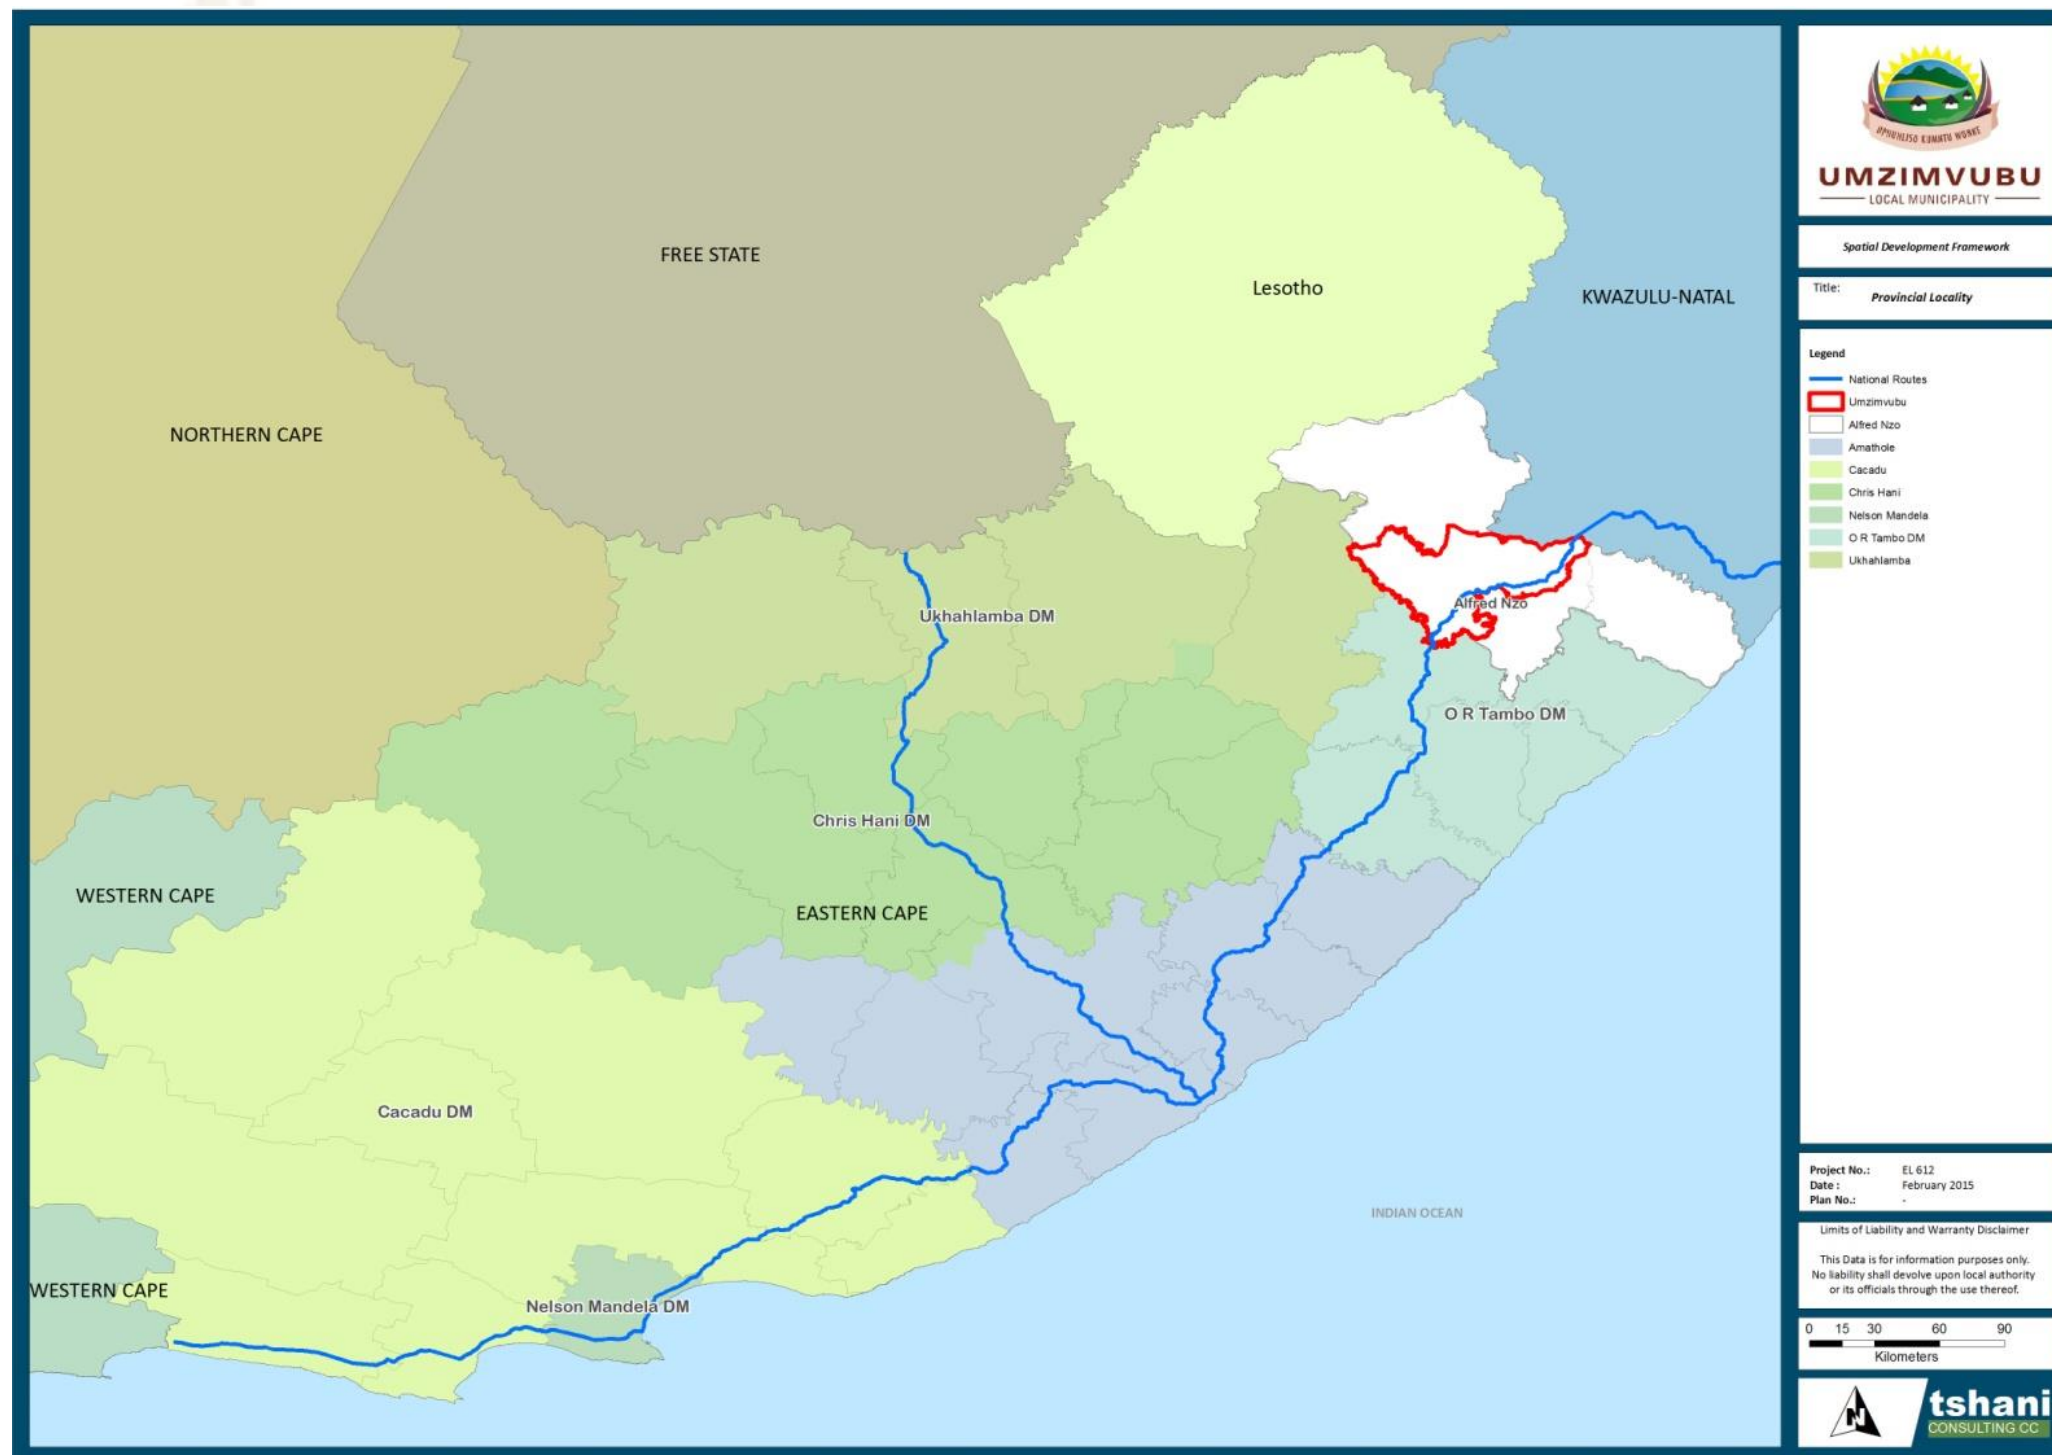 FREE STATE
Lesotho
KWAZULU-NATAL
NORTHERN CAPE
Ukhahlamba DM
Alfred Nzo
O R Tambo DM
Chris Hani DM
WESTERN CAPE
EASTERN CAPE
Cacadu DM
INDIAN OCEAN
WESTERN CAPE
Nelson Mandela DM
UMZIMVUBU
LOCAL MUNICIPALITY
Spatial Development Framework
Title: Provincial Locality
Legend
National Routes
Umzimvubu
Alfred Nzo
Amathole
Cacadu
Chris Hani
Nelson Mandela
O R Tambo DM
Ukhahlamba
Project No.: EL 612
Date : February 2015
Plan No.: -
Limits of Liability and Warranty Disclaimer
This Data is for information purposes only.
No liability shall devolve upon local authority
or its officials through the use thereof.
0 15 30 60 90
Kilometers
N
tshani
CONSULTING CC